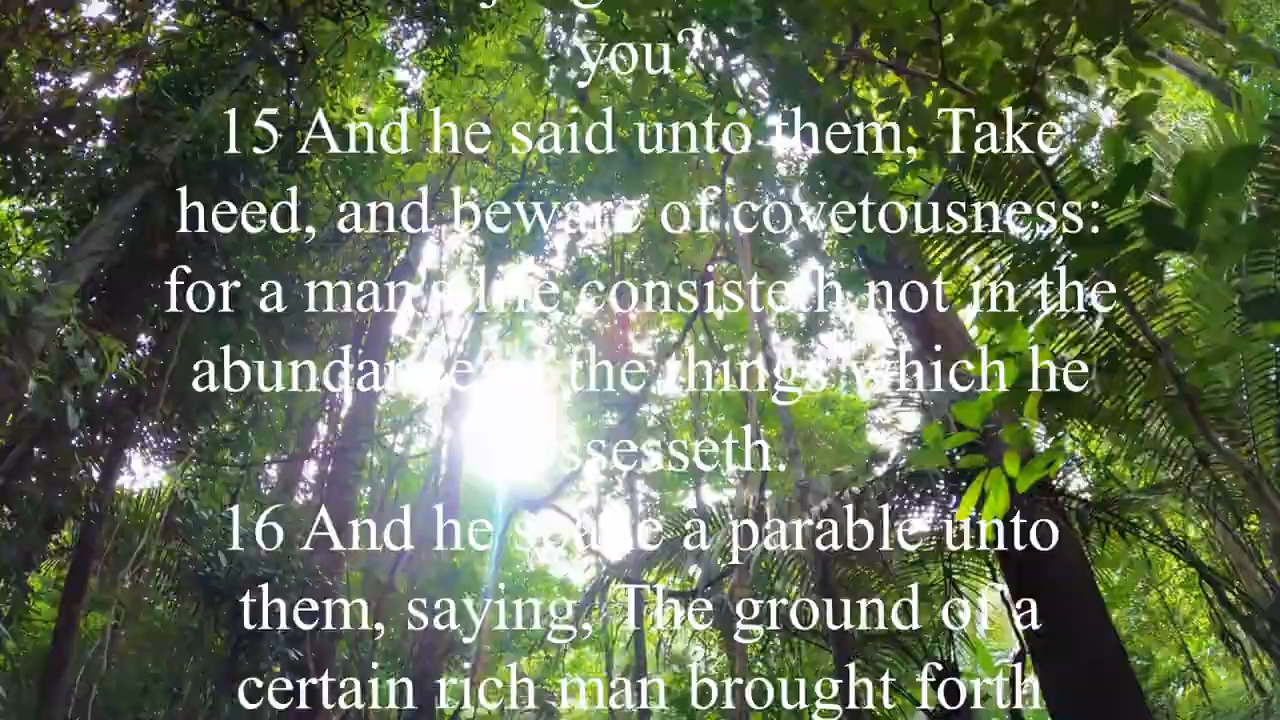 you?
15 And he said unto them, Take
heed, and beware of covetousness:
for a man's life consisteth not in the
abundance of the things which he
ssesseth.
16 And he spake a parable unto
them, saying, The ground of a
certain rich man brought forth